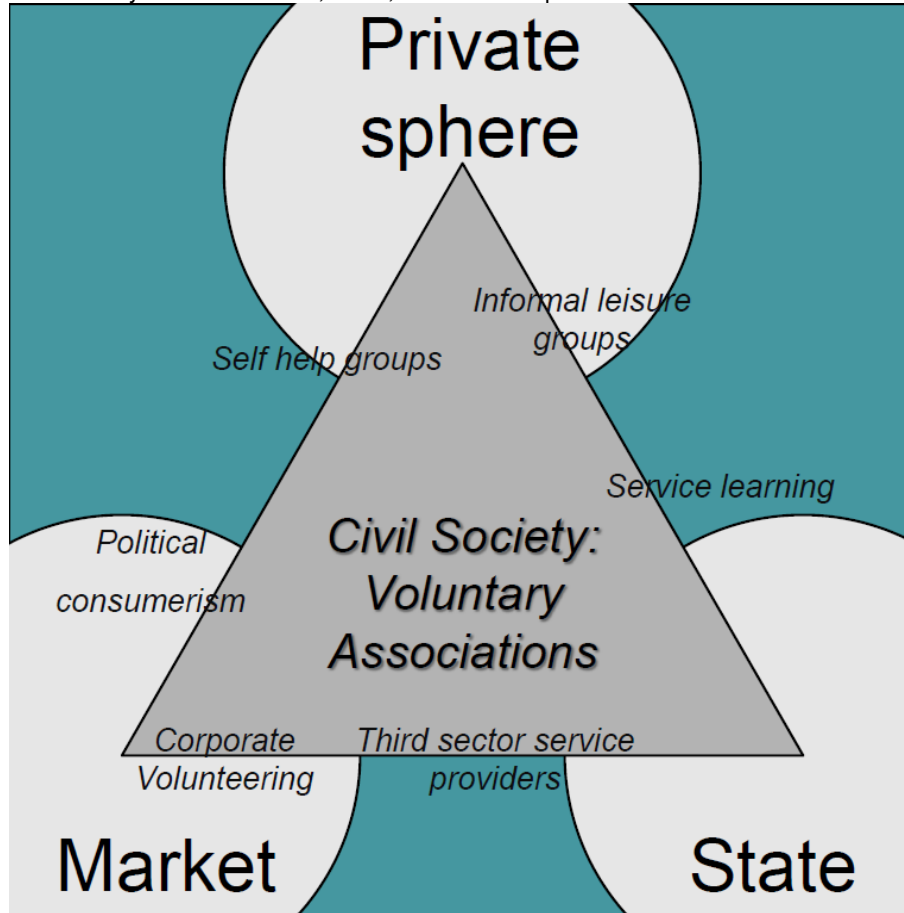 Private
sphere
Informal leisure
groups
Self help groups
Service learning
Political
consumerism
Civil Society:
Voluntary
Associations
Corporate
Volunteering
Third sector service
providers
Market
State